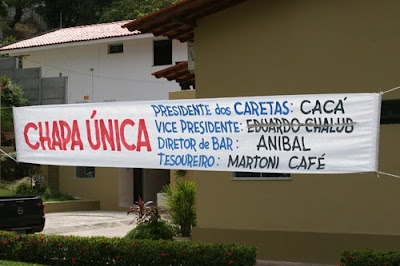 CHAPA ÚNICA
PRESIDENTE dos CARETAS: CACÁ
VICE PRESIDENTE: EDUARDO CHALUB
DIRETOR de BAR: ANIBAL
TESOUREIRO: MARTONI CAFÉ